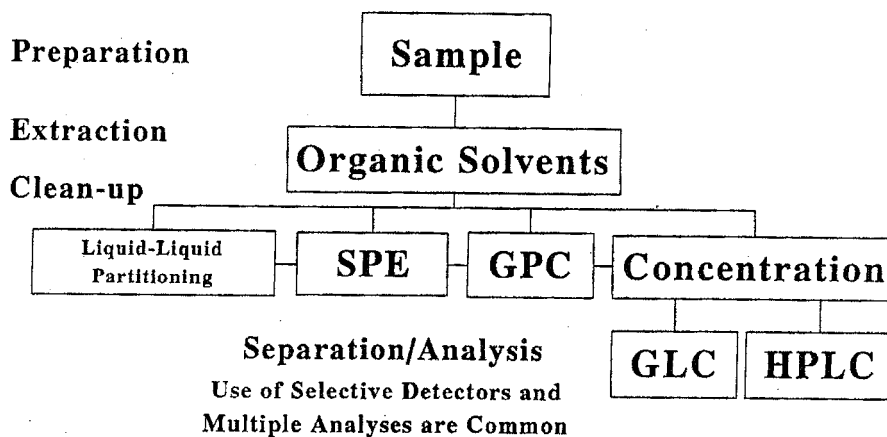 Preparation
Sample
Extraction
Organic Solvents
Clean-up
Liquid-Liquid
Partitioning
SPE
GPC
Concentration
Separation/Analysis
GLC
HPLC
Use of Selective Detectors and
Multiple Analyses are Common